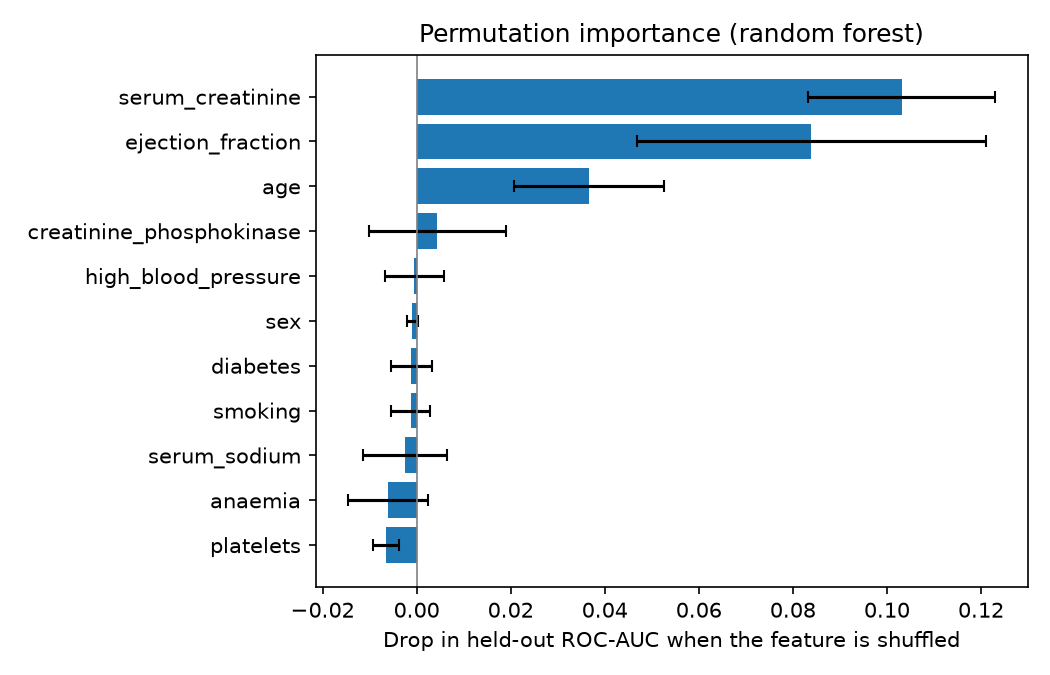 Permutation importance (random forest)
serum_creatinine
ejection_fraction
age
creatinine_phosphokinase
high_blood_pressure
sex
diabetes
smoking
serum_sodium
anaemia
platelets
−0.02 0.00 0.02 0.04 0.06 0.08 0.10 0.12
Drop in held-out ROC-AUC when the feature is shuffled